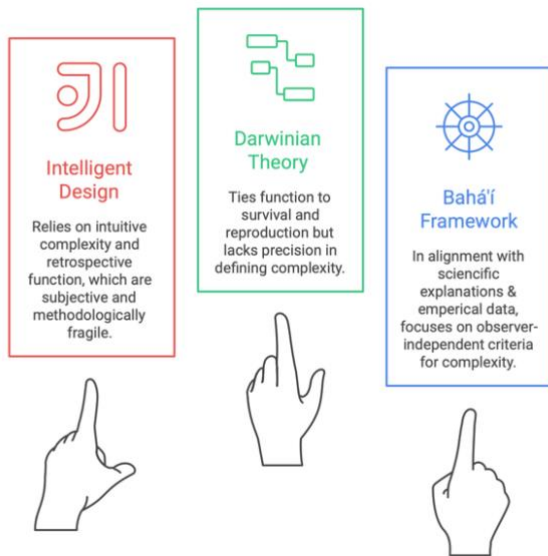 Intelligent
Design
Relies on intuitive
complexity and
retrospective
function, which are
subjective and
methodologically
fragile.
Darwinian
Theory
Ties function to
survival and
reproduction but
lacks precision in
defining complexity.
Bahá'í
Framework
In alignment with
sciencific
explanations &
emperical data,
focuses on observer-
independent criteria
for complexity.